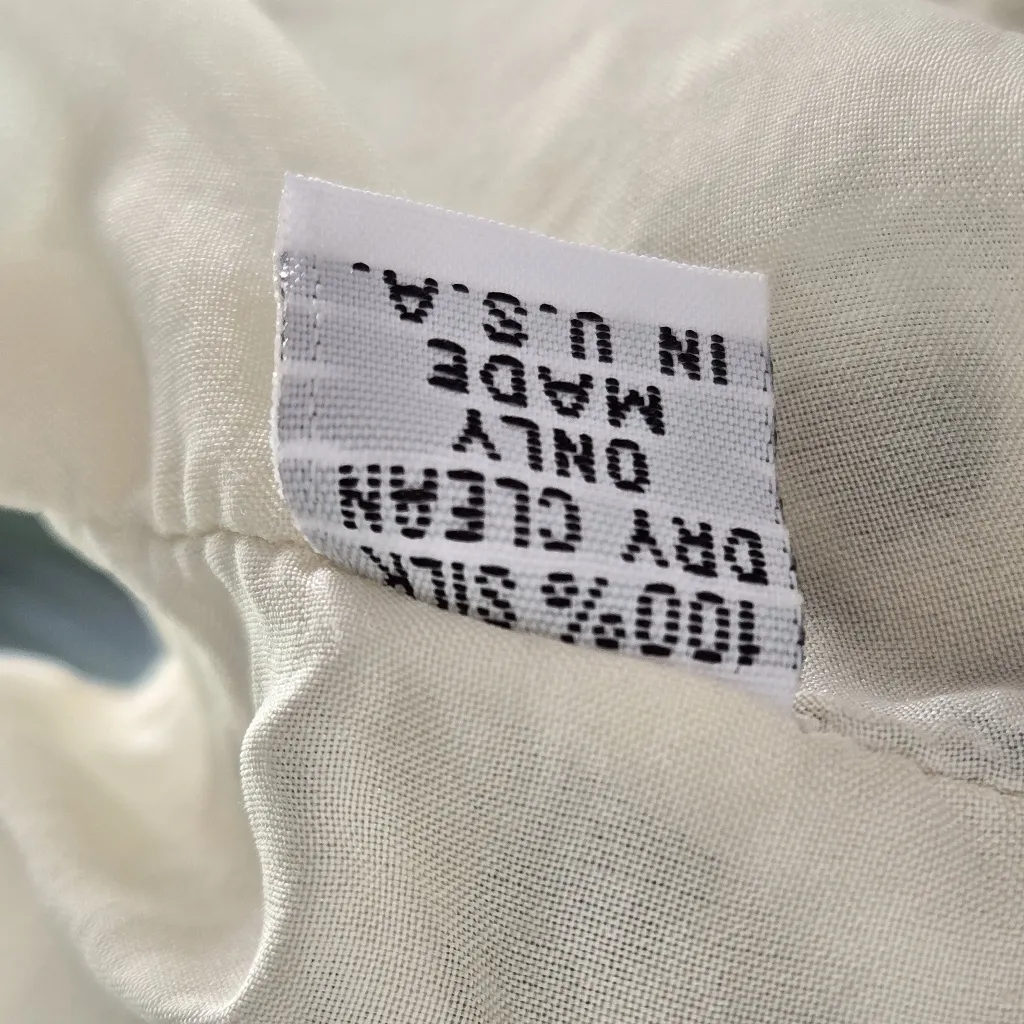 100% SILK
DRY CLEAN
ONLY
MADE
IN U.S.A.